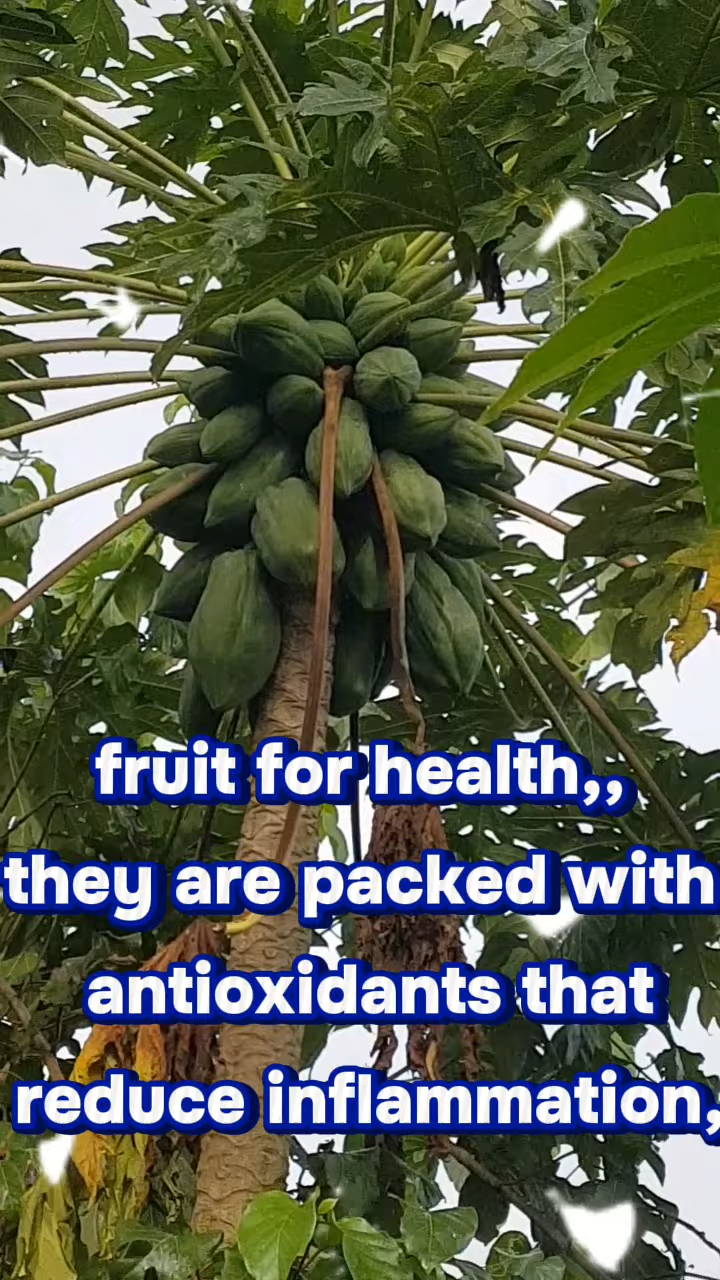 fruit for health,,
they are packed with
antioxidants that
reduce inflammation,